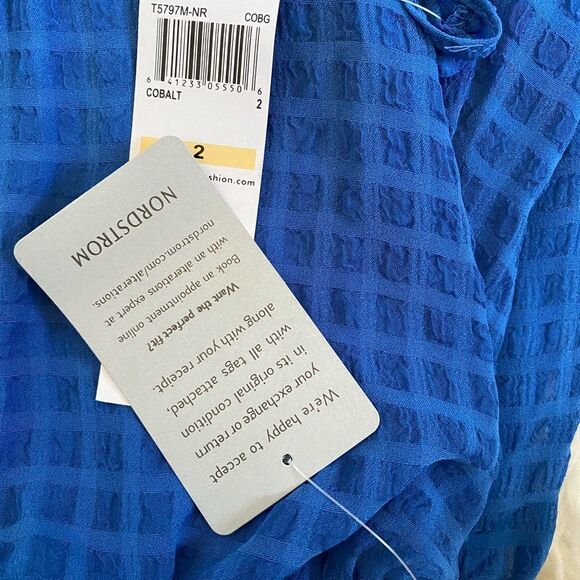 T5797M-NR COBG
6 41233 05550 6
COBALT 2
2
shion.com
We're happy to accept
your exchange or return
in its original condition
with all tags attached,
along with your receipt.
Want the perfect fit?
Book an appointment online
with an alterations expert at
nordstrom.com/alterations.
NORDSTROM